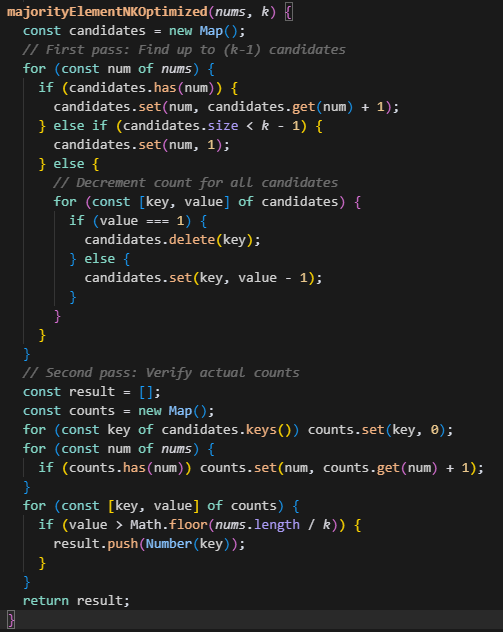 majorityElementNKOptimized(nums, k) {
  const candidates = new Map();
  // First pass: Find up to (k-1) candidates
  for (const num of nums) {
    if (candidates.has(num)) {
      candidates.set(num, candidates.get(num) + 1);
    } else if (candidates.size < k - 1) {
      candidates.set(num, 1);
    } else {
      // Decrement count for all candidates
      for (const [key, value] of candidates) {
        if (value === 1) {
          candidates.delete(key);
        } else {
          candidates.set(key, value - 1);
        }
      }
    }
  }
  // Second pass: Verify actual counts
  const result = [];
  const counts = new Map();
  for (const key of candidates.keys()) counts.set(key, 0);
  for (const num of nums) {
    if (counts.has(num)) counts.set(num, counts.get(num) + 1);
  }
  for (const [key, value] of counts) {
    if (value > Math.floor(nums.length / k)) {
      result.push(Number(key));
    }
  }
  return result;
}